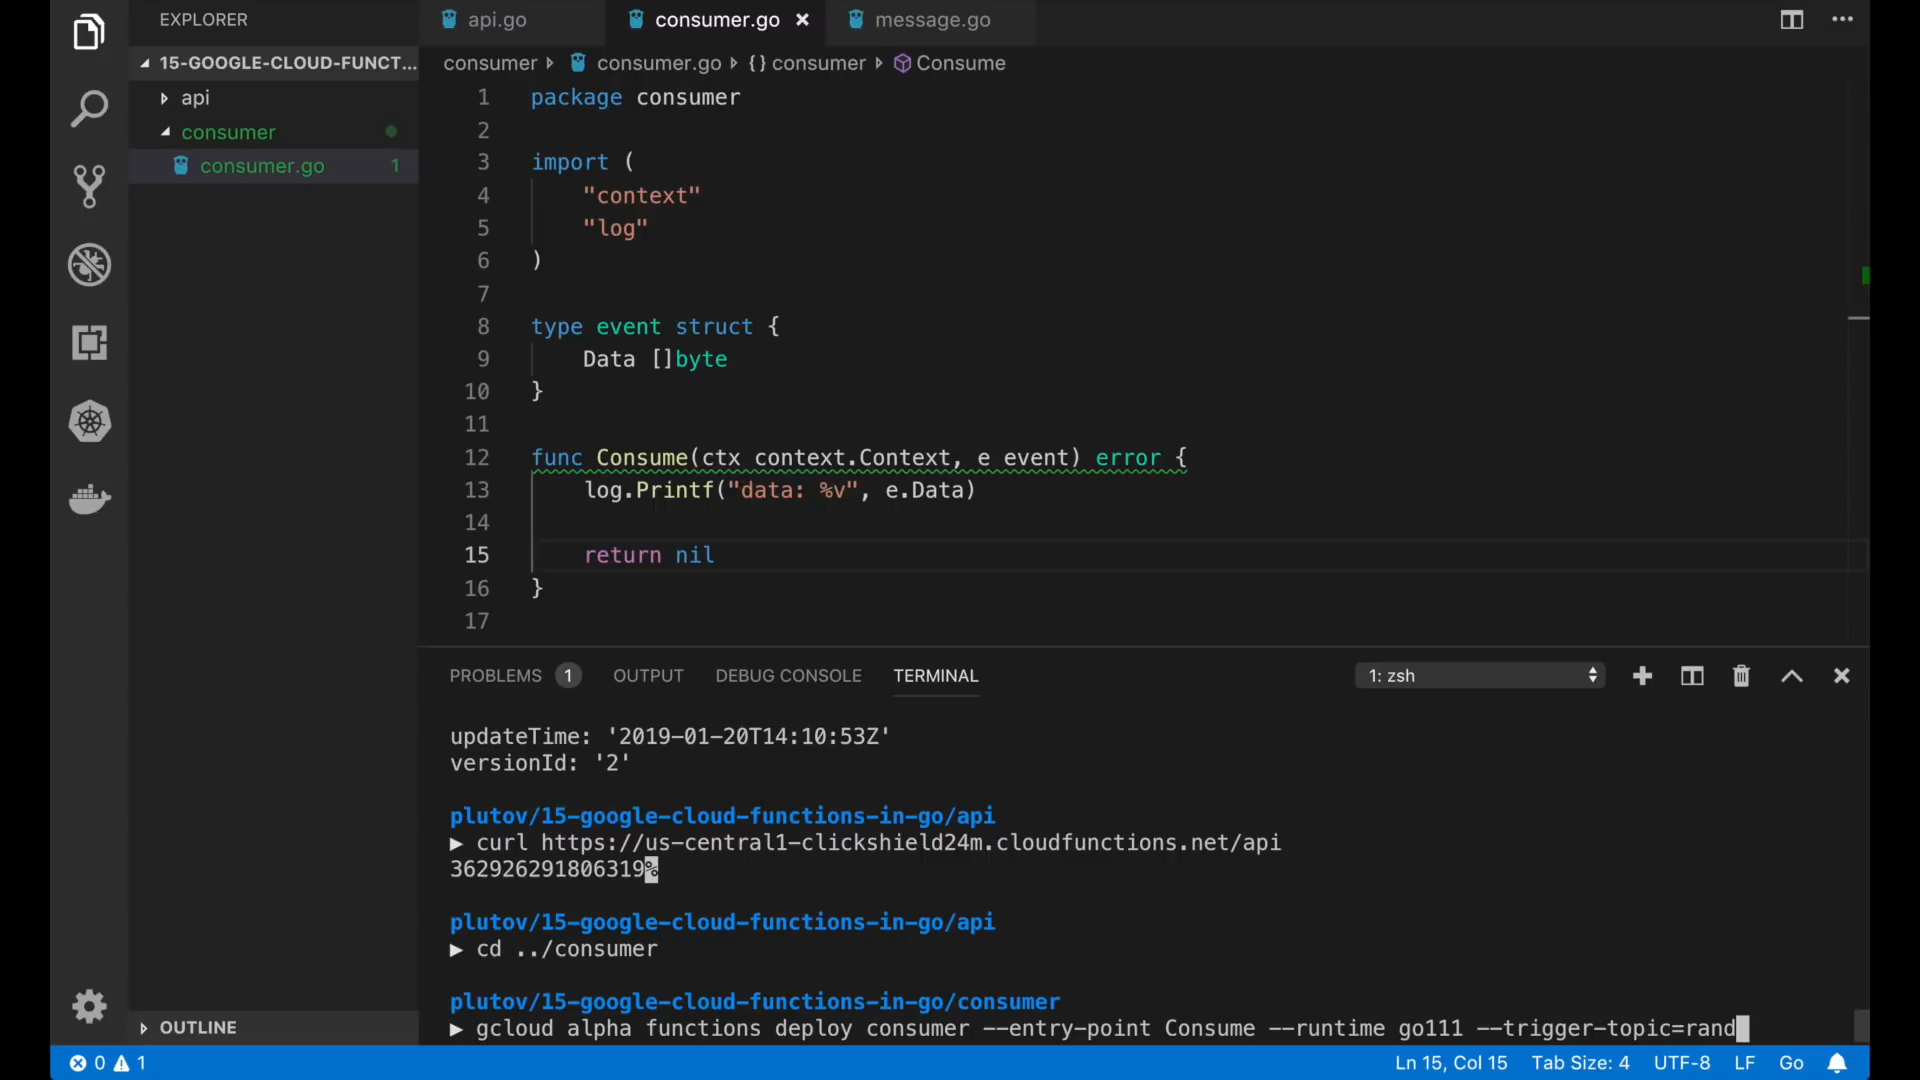 EXPLORER
15-GOOGLE-CLOUD-FUNCT...
api
consumer
consumer.go 1
OUTLINE
api.go consumer.go message.go
consumer consumer.go {} consumer Consume
1 package consumer
2
3 import (
4 "context"
5 "log"
6 )
7
8 type event struct {
9 Data []byte
10 }
11
12 func Consume(ctx context.Context, e event) error {
13 log.Printf("data: %v", e.Data)
14
15 return nil
16 }
17
PROBLEMS 1 OUTPUT DEBUG CONSOLE TERMINAL 1: zsh
updateTime: '2019-01-20T14:10:53Z'
versionId: '2'
plutov/15-google-cloud-functions-in-go/api
▶ curl https://us-central1-clickshield24m.cloudfunctions.net/api
362926291806319%
plutov/15-google-cloud-functions-in-go/api
▶ cd ../consumer
plutov/15-google-cloud-functions-in-go/consumer
▶ gcloud alpha functions deploy consumer --entry-point Consume --runtime go111 --trigger-topic=rand
0 1 Ln 15, Col 15 Tab Size: 4 UTF-8 LF Go